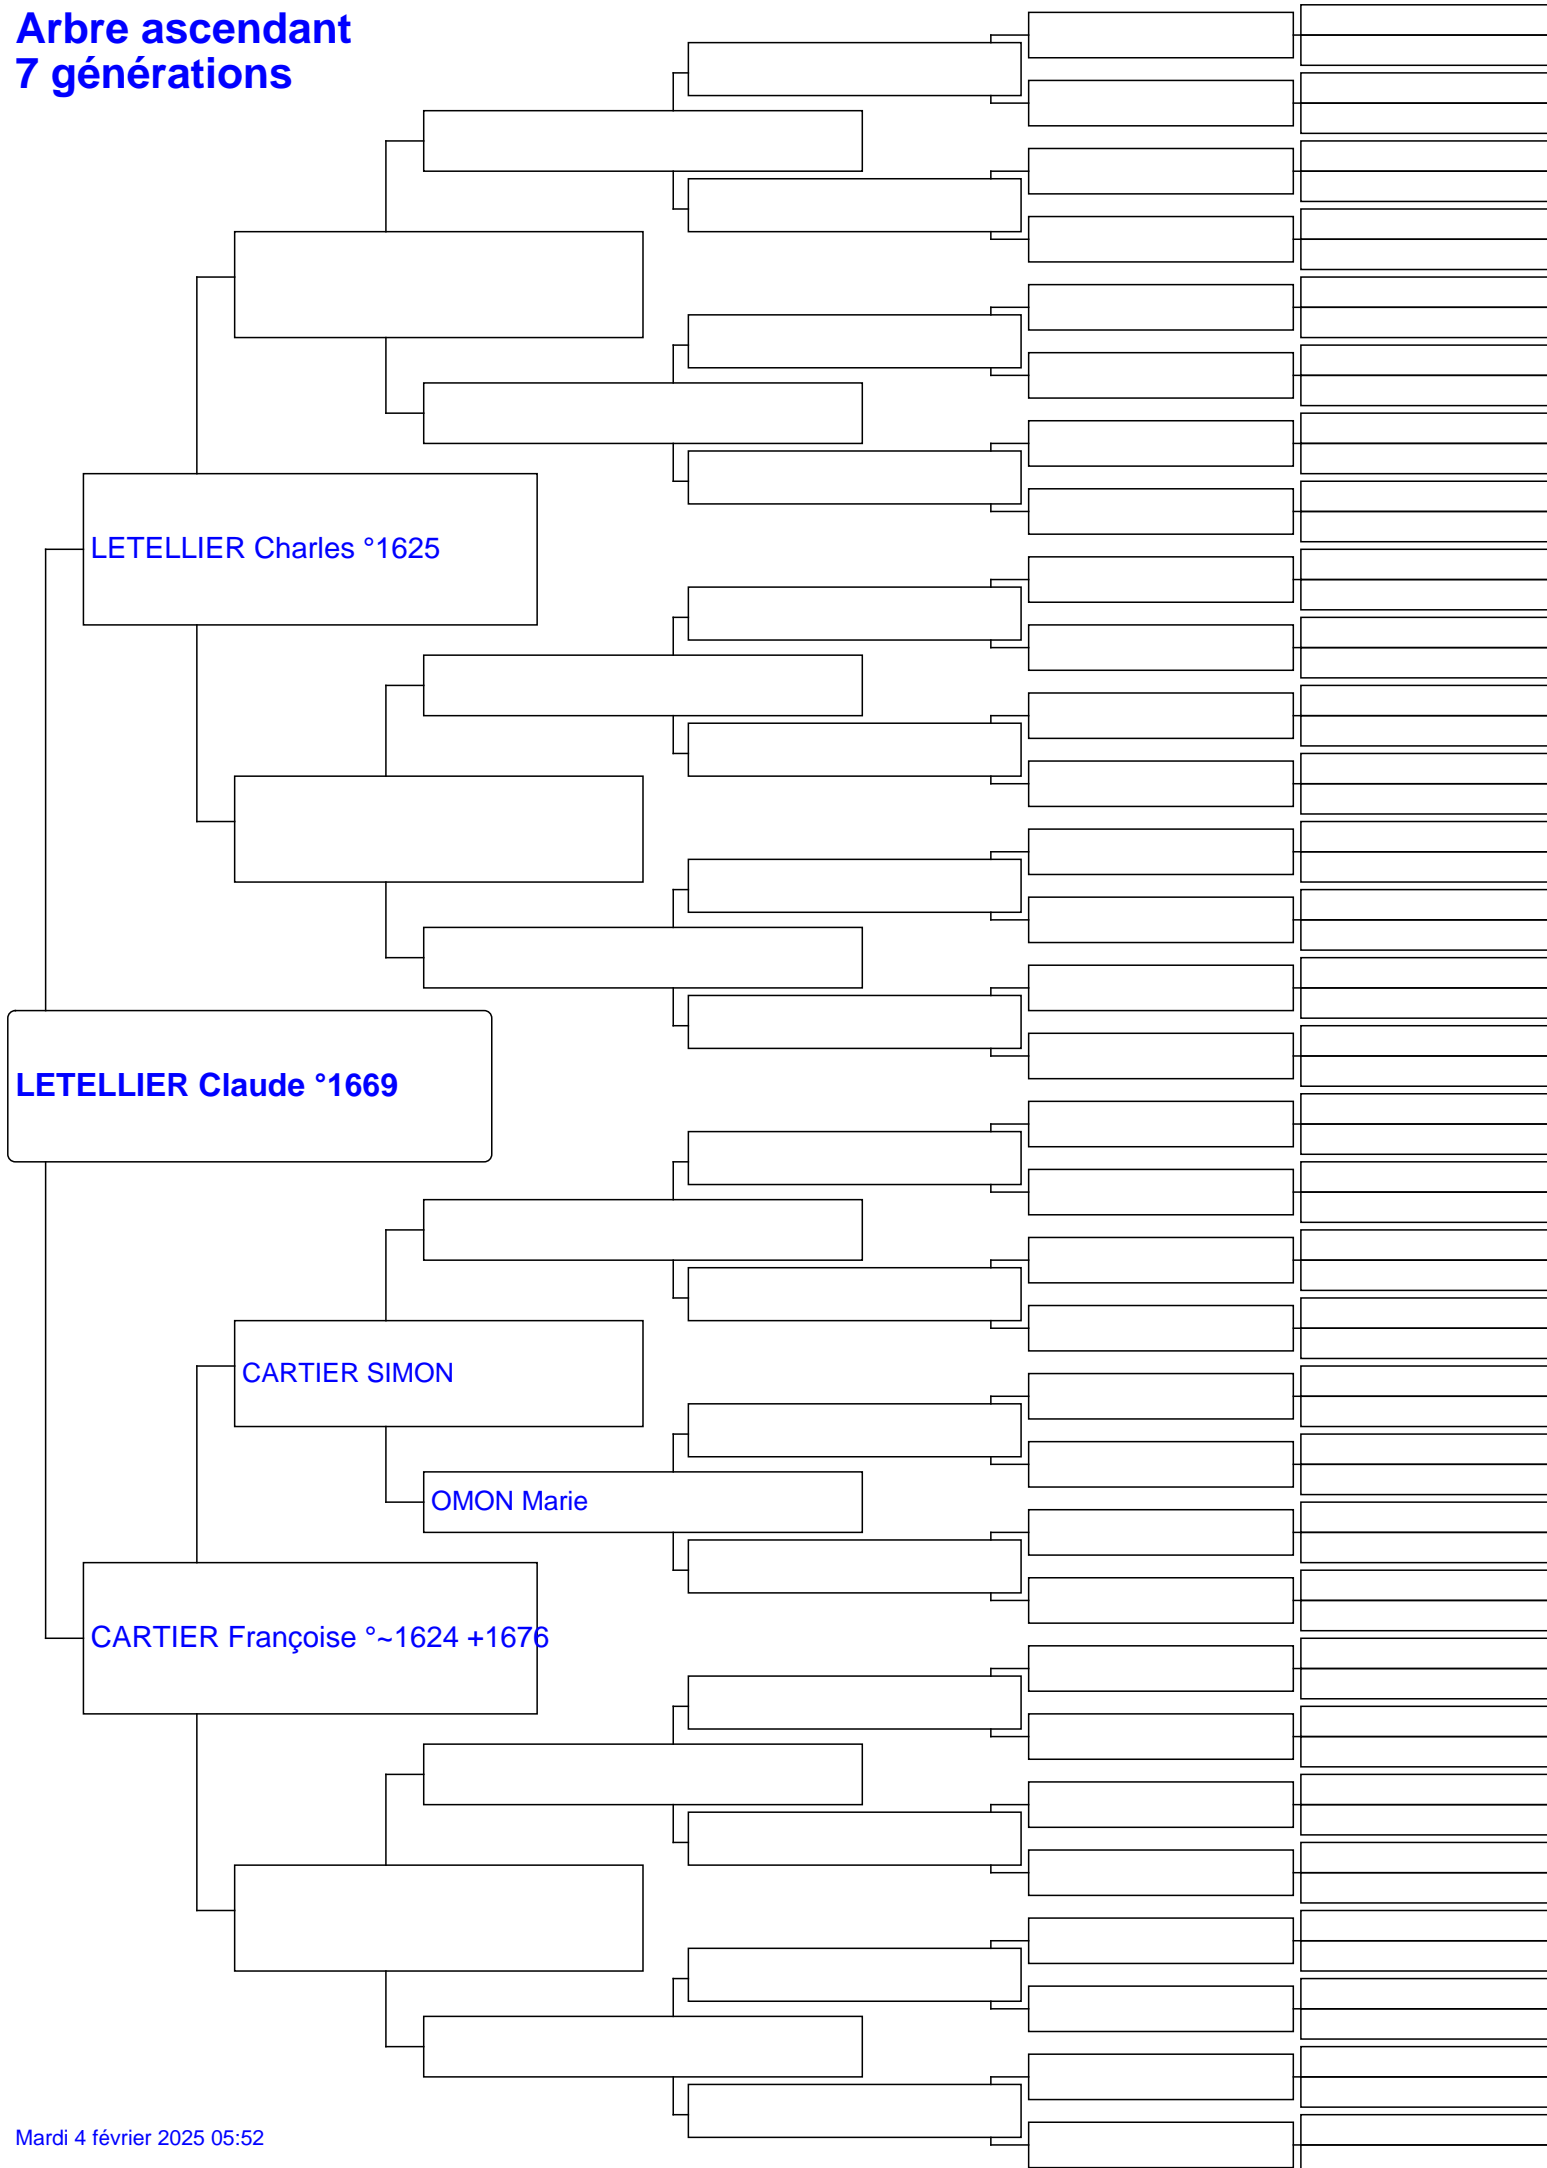 Arbre ascendant
7 générations
LETELLIER Charles °1625
LETELLIER Claude °1669
CARTIER SIMON
OMON Marie
CARTIER Françoise °~1624 +1676
Mardi 4 février 2025 05:52